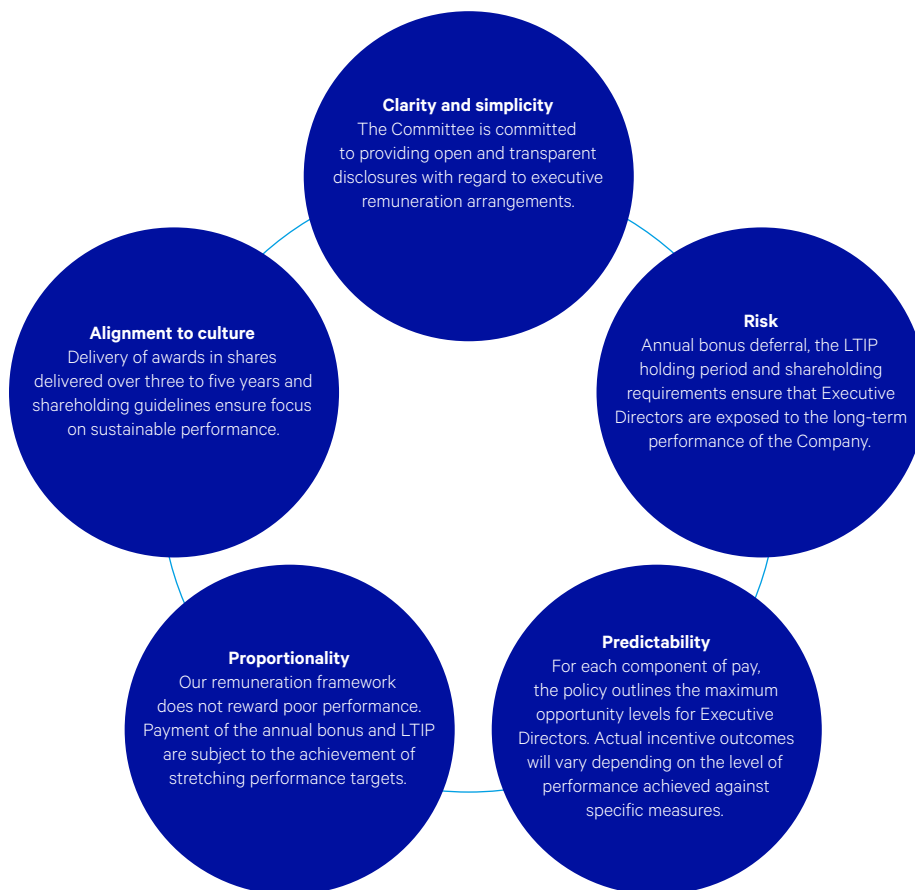 Clarity and simplicity
The Committee is committed
to providing open and transparent
disclosures with regard to executive
remuneration arrangements.
Risk
Annual bonus deferral, the LTIP
holding period and shareholding
requirements ensure that Executive
Directors are exposed to the long-term
performance of the Company.
Predictability
For each component of pay,
the policy outlines the maximum
opportunity levels for Executive
Directors. Actual incentive outcomes
will vary depending on the level of
performance achieved against
specific measures.
Proportionality
Our remuneration framework
does not reward poor performance.
Payment of the annual bonus and LTIP
are subject to the achievement of
stretching performance targets.
Alignment to culture
Delivery of awards in shares
delivered over three to five years and
shareholding guidelines ensure focus
on sustainable performance.